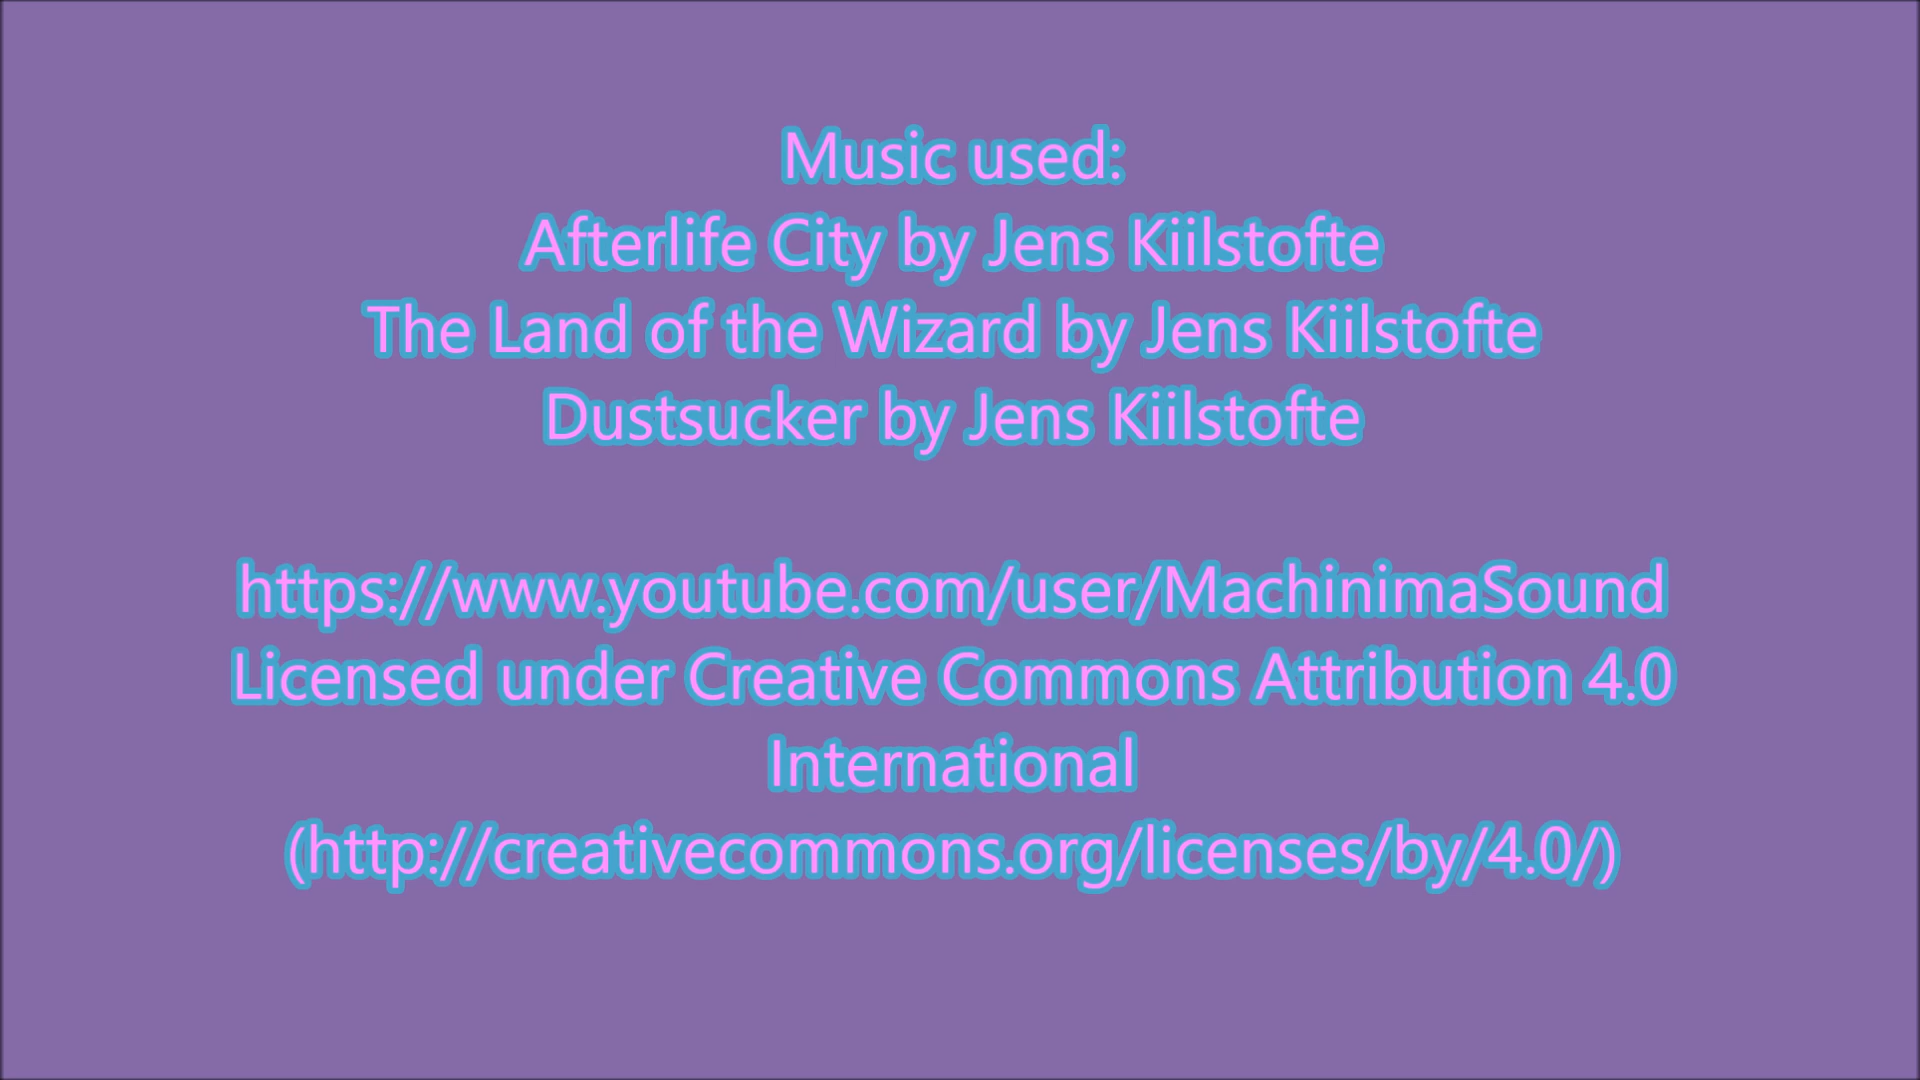 Music used:
Afterlife City by Jens Kiilstofte
The Land of the Wizard by Jens Kiilstofte
Dustsucker by Jens Kiilstofte
https://www.youtube.com/user/MachinimaSound
Licensed under Creative Commons Attribution 4.0
International
(http://creativecommons.org/licenses/by/4.0/)